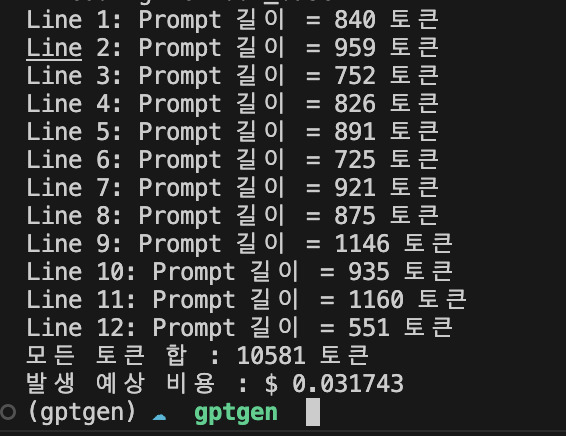 Line 1: Prompt 길이 = 840 토큰
Line 2: Prompt 길이 = 959 토큰
Line 3: Prompt 길이 = 752 토큰
Line 4: Prompt 길이 = 826 토큰
Line 5: Prompt 길이 = 891 토큰
Line 6: Prompt 길이 = 725 토큰
Line 7: Prompt 길이 = 921 토큰
Line 8: Prompt 길이 = 875 토큰
Line 9: Prompt 길이 = 1146 토큰
Line 10: Prompt 길이 = 935 토큰
Line 11: Prompt 길이 = 1160 토큰
Line 12: Prompt 길이 = 551 토큰
모든 토큰 합 : 10581 토큰
발생 예상 비용 : $ 0.031743
(gptgen) ☁ gptgen